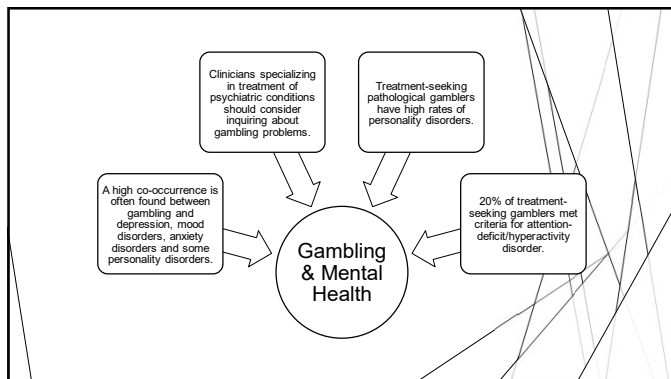 Clinicians specializing
in treatment of
psychiatric conditions
should consider
inquiring about
gambling problems.
Treatment-seeking
pathological gamblers
have high rates of
personality disorders.
A high co-occurrence is
often found between
gambling and
depression, mood
disorders, anxiety
disorders and some
personality disorders.
20% of treatment-
seeking gamblers met
criteria for attention-
deficit/hyperactivity
disorder.
Gambling
& Mental
Health